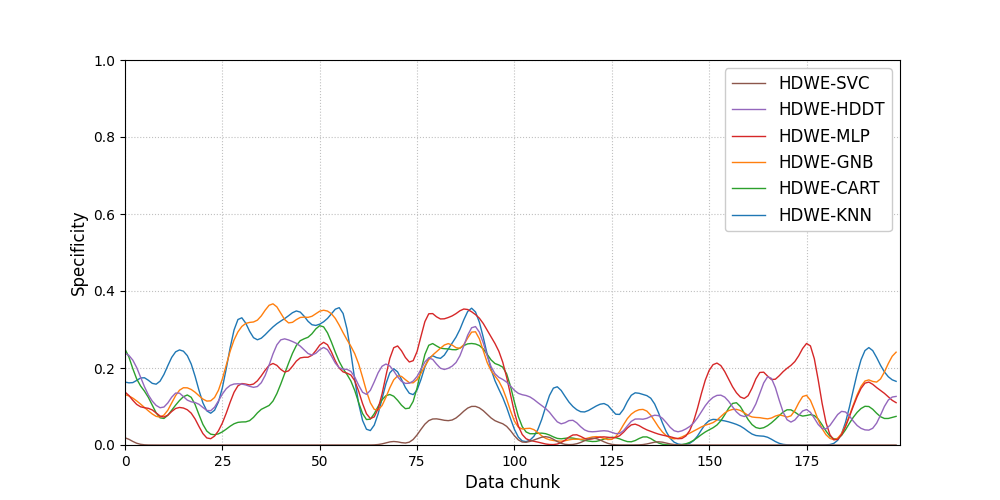 1.0
0.8
0.6
0.4
0.2
0.0
Specificity
HDWE-SVC
HDWE-HDDT
HDWE-MLP
HDWE-GNB
HDWE-CART
HDWE-KNN
0 25 50 75 100 125 150 175
Data chunk